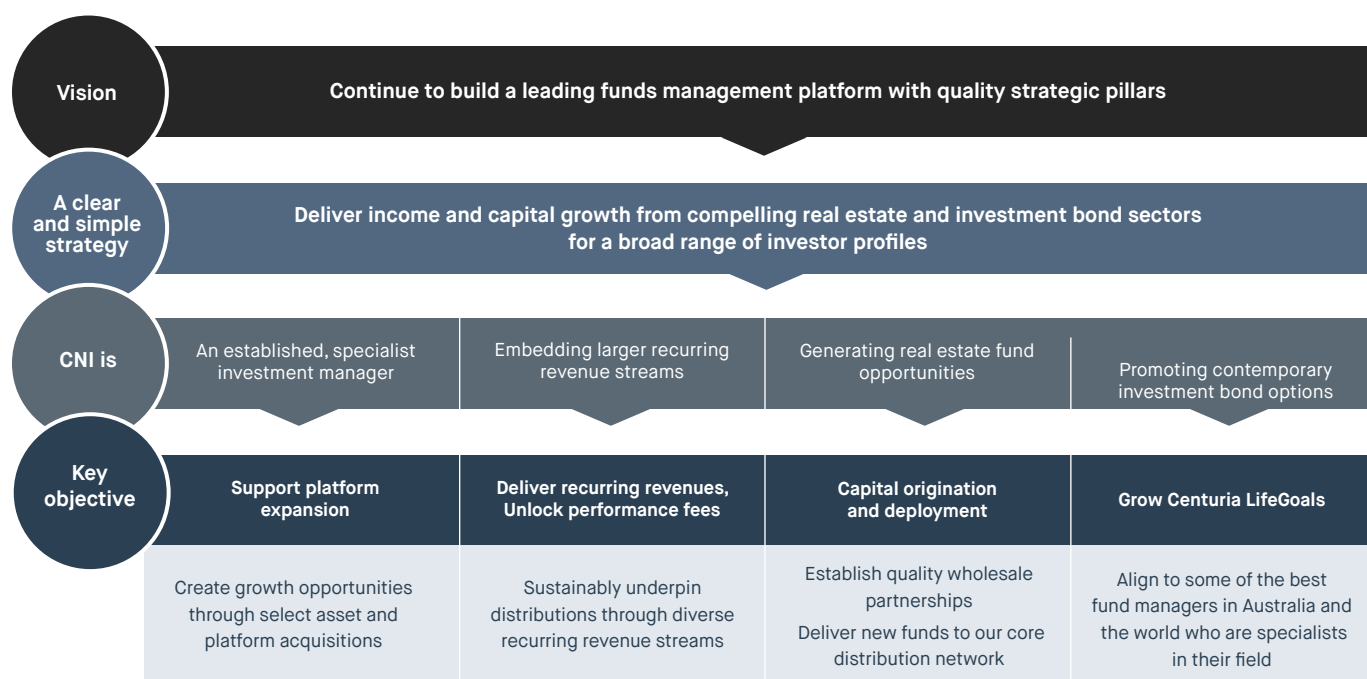 Vision
Continue to build a leading funds management platform with quality strategic pillars
A clear
and simple
strategy
Deliver income and capital growth from compelling real estate and investment bond sectors
for a broad range of investor profiles
CNI is
An established, specialist
investment manager
Embedding larger recurring
revenue streams
Generating real estate fund
opportunities
Promoting contemporary
investment bond options
Key
objective
Support platform
expansion
Deliver recurring revenues,
Unlock performance fees
Capital origination
and deployment
Grow Centuria LifeGoals
Create growth opportunities
through select asset and
platform acquisitions
Sustainably underpin
distributions through diverse
recurring revenue streams
Establish quality wholesale
partnerships
Deliver new funds to our core
distribution network
Align to some of the best
fund managers in Australia and
the world who are specialists
in their field